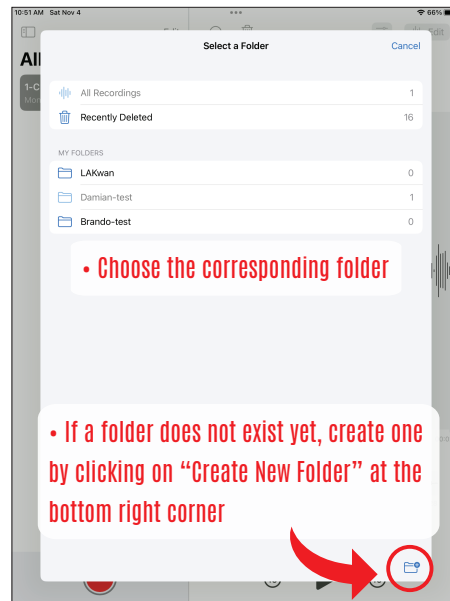 10:51 AM Sat Nov 4
66%
Edit
Edit
Select a Folder
Cancel
All
1-C
Mon
All Recordings 1
Recently Deleted 16
MY FOLDERS
LAKwan 0
Damian-test 1
Brando-test 0
• Choose the corresponding folder
• If a folder does not exist yet, create one
by clicking on “Create New Folder” at the
bottom right corner